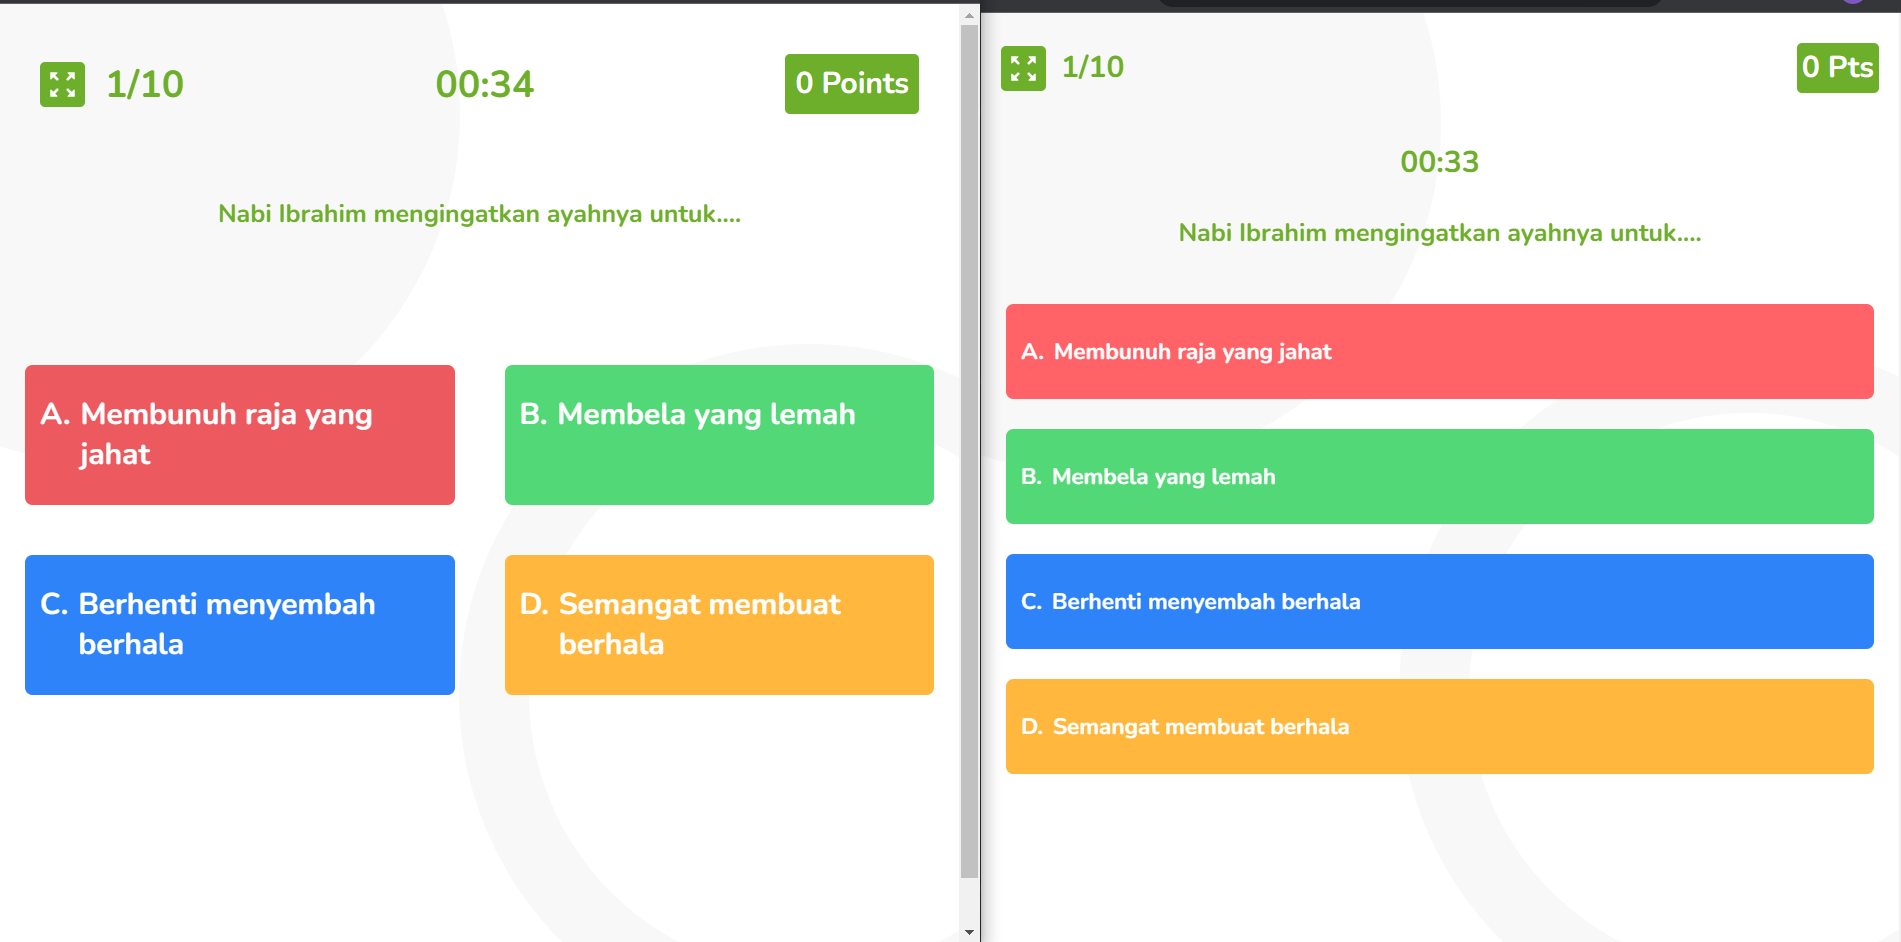 1/10
00:34
0 Points
Nabi Ibrahim mengingatkan ayahnya untuk....
A. Membunuh raja yang
jahat
B. Membela yang lemah
C. Berhenti menyembah
berhala
D. Semangat membuat
berhala
1/10
0 Pts
00:33
Nabi Ibrahim mengingatkan ayahnya untuk....
A. Membunuh raja yang jahat
B. Membela yang lemah
C. Berhenti menyembah berhala
D. Semangat membuat berhala